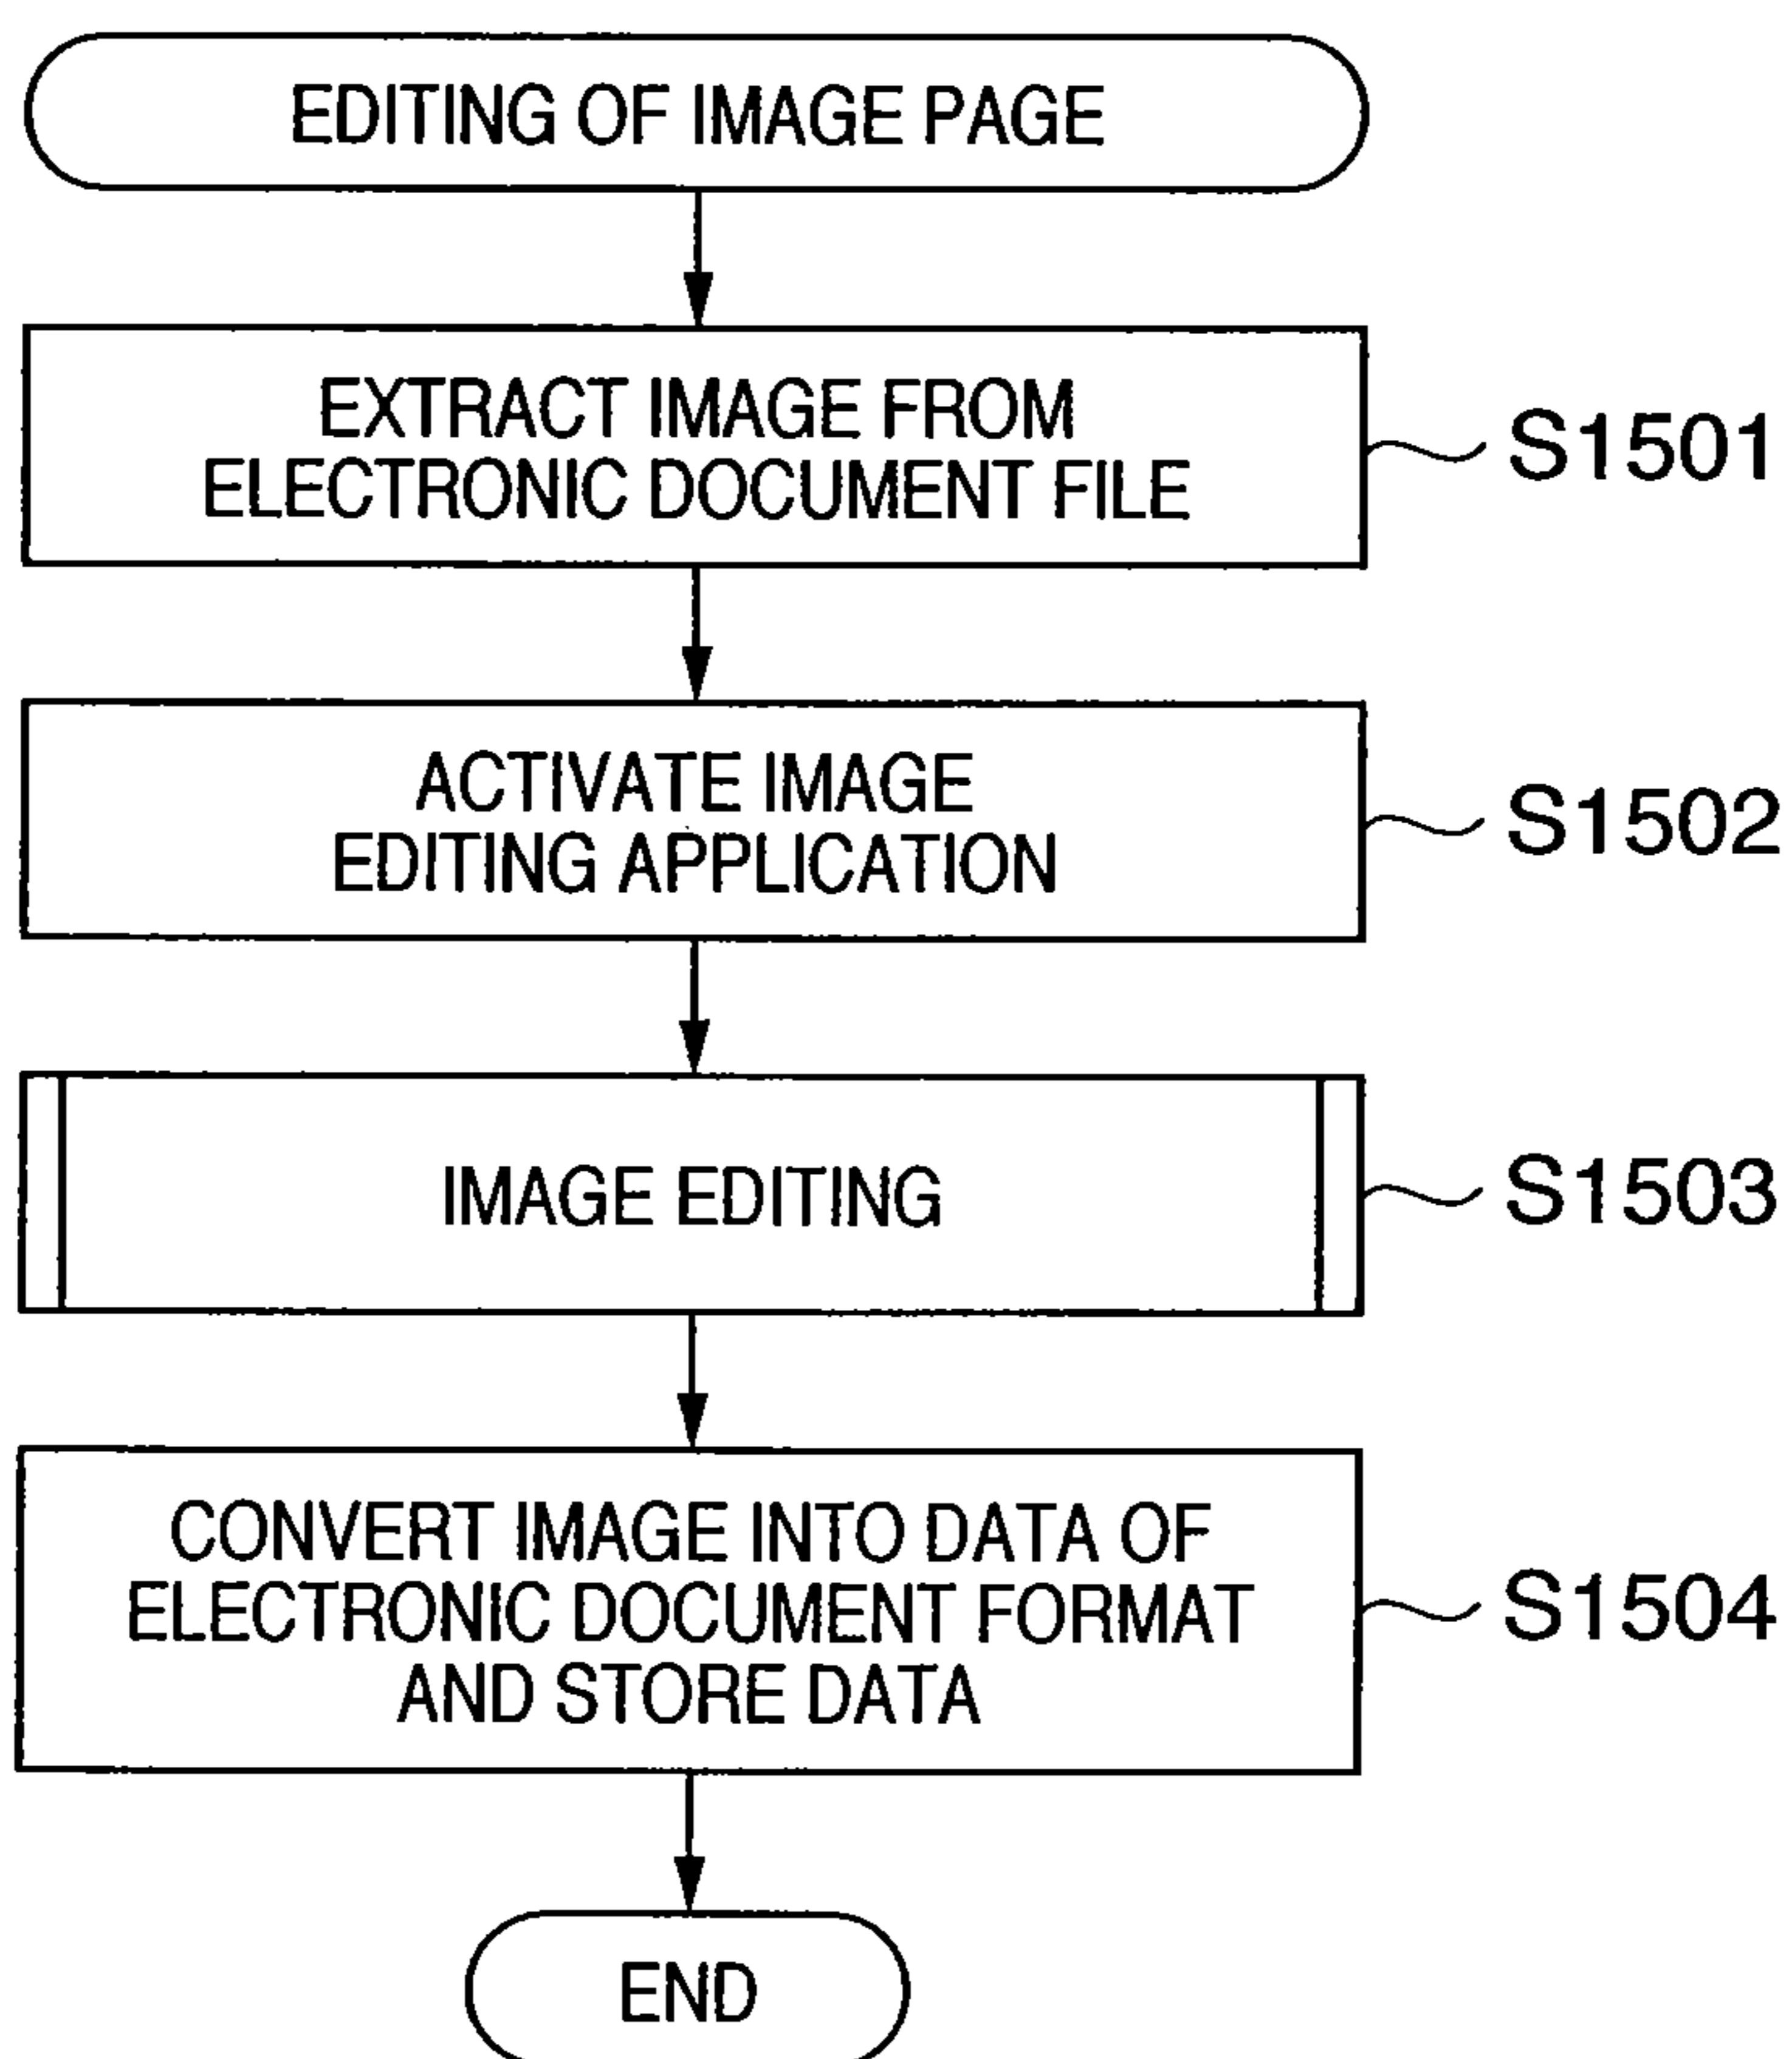 EDITING OF IMAGE PAGE
EXTRACT IMAGE FROM
ELECTRONIC DOCUMENT FILE
S1501
ACTIVATE IMAGE
EDITING APPLICATION
S1502
IMAGE EDITING
S1503
CONVERT IMAGE INTO DATA OF
ELECTRONIC DOCUMENT FORMAT
AND STORE DATA
S1504
END